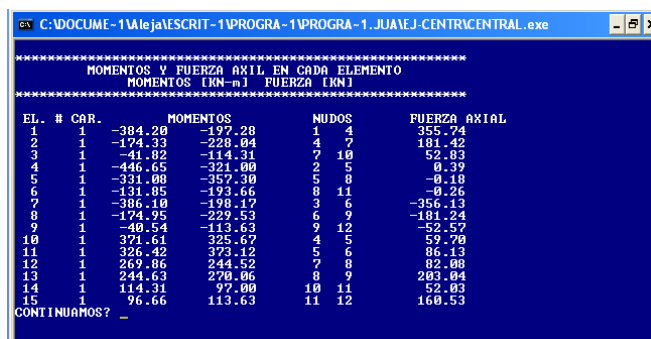 C:\DOCUME~1\Aleja\ESCRIT~1\PROGRA~1\PROGRA~1.JUA\EJ-CENTR\CENTRAL.exe
******************************************************************
MOMENTOS Y FUERZA AXIL EN CADA ELEMENTO
MOMENTOS [KN-m] FUERZA [KN]
******************************************************************
EL. # CAR. MOMENTOS NUDOS FUERZA AXIAL
1 1 -384.20 -197.28 1 4 355.74
2 1 -174.33 -228.04 4 7 181.42
3 1 -41.82 -114.31 7 10 52.83
4 1 -446.65 -321.00 2 5 0.39
5 1 -331.08 -357.30 5 8 -0.18
6 1 -131.85 -193.66 8 11 -0.26
7 1 -386.10 -198.17 3 6 -356.13
8 1 -174.95 -229.53 6 9 -181.24
9 1 -40.54 -113.63 9 12 -52.57
10 1 371.61 325.67 4 5 59.70
11 1 326.42 373.12 5 6 86.13
12 1 269.86 244.52 7 8 82.08
13 1 244.63 270.06 8 9 203.04
14 1 114.31 97.00 10 11 52.03
15 1 96.66 113.63 11 12 160.53
CONTINUAMOS? _